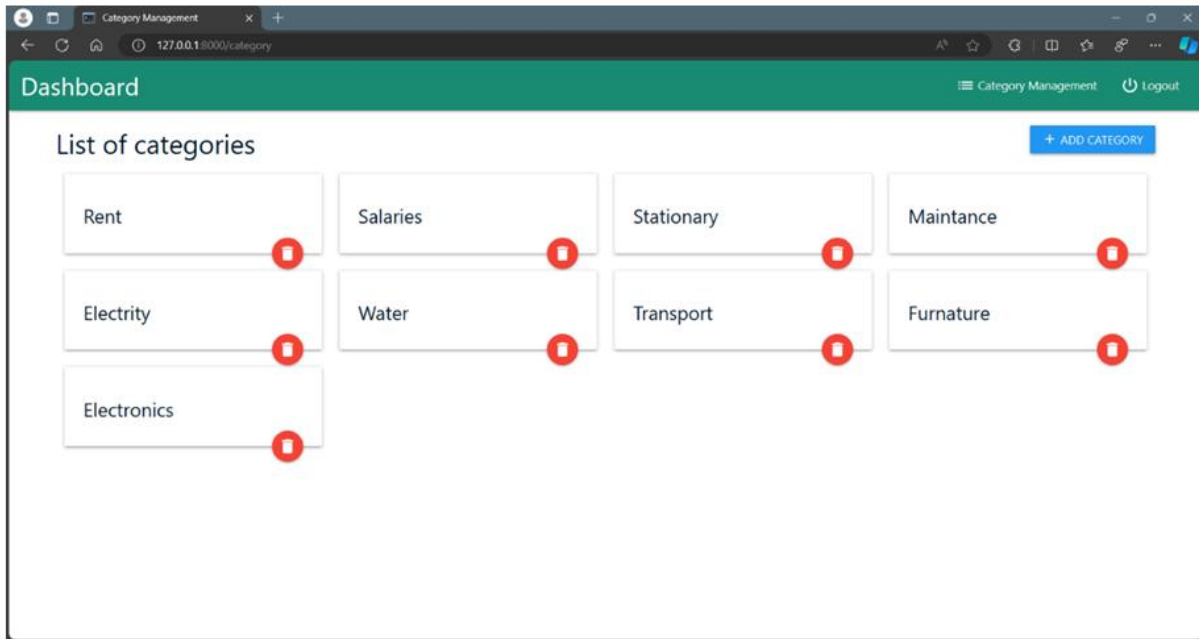 Category Management
127.0.0.1:8000/category
Dashboard
Category Management
Logout
List of categories
+ ADD CATEGORY
Rent
Salaries
Stationary
Maintance
Electrity
Water
Transport
Furnature
Electronics